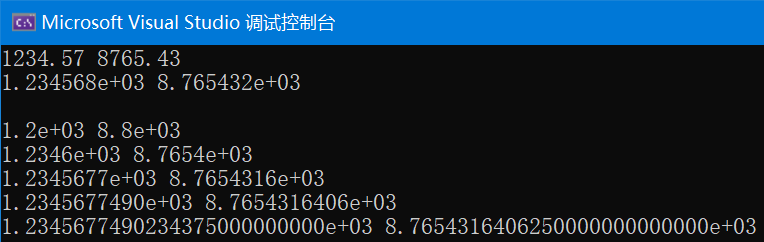 C:\ Microsoft Visual Studio 调试控制台
1234.57 8765.43
1.234568e+03 8.765432e+03
1.2e+03 8.8e+03
1.2346e+03 8.7654e+03
1.2345677e+03 8.7654316e+03
1.2345677490e+03 8.7654316406e+03
1.23456774902343750000000e+03 8.76543164062500000000000e+03